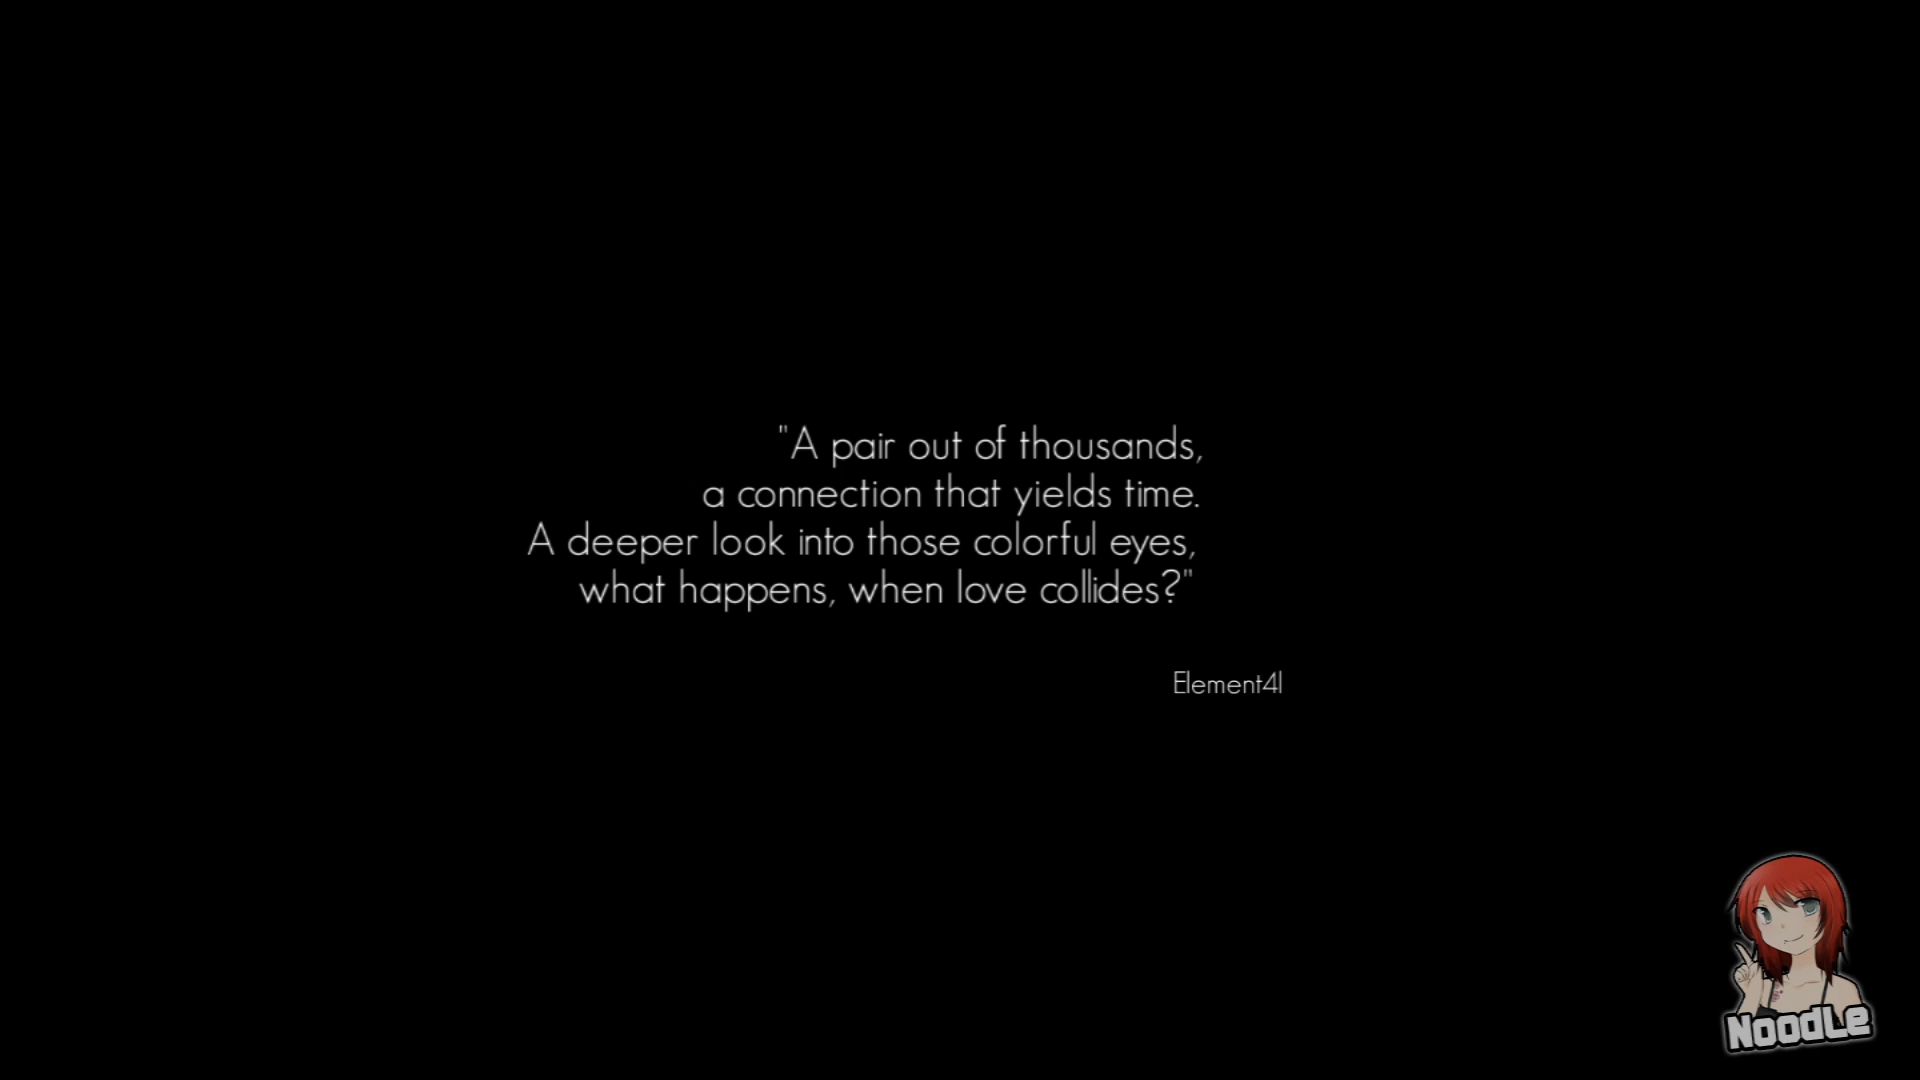 "A pair out of thousands,
a connection that yields time.
A deeper look into those colorful eyes,
what happens, when love collides?"
Element4l
NoodLe